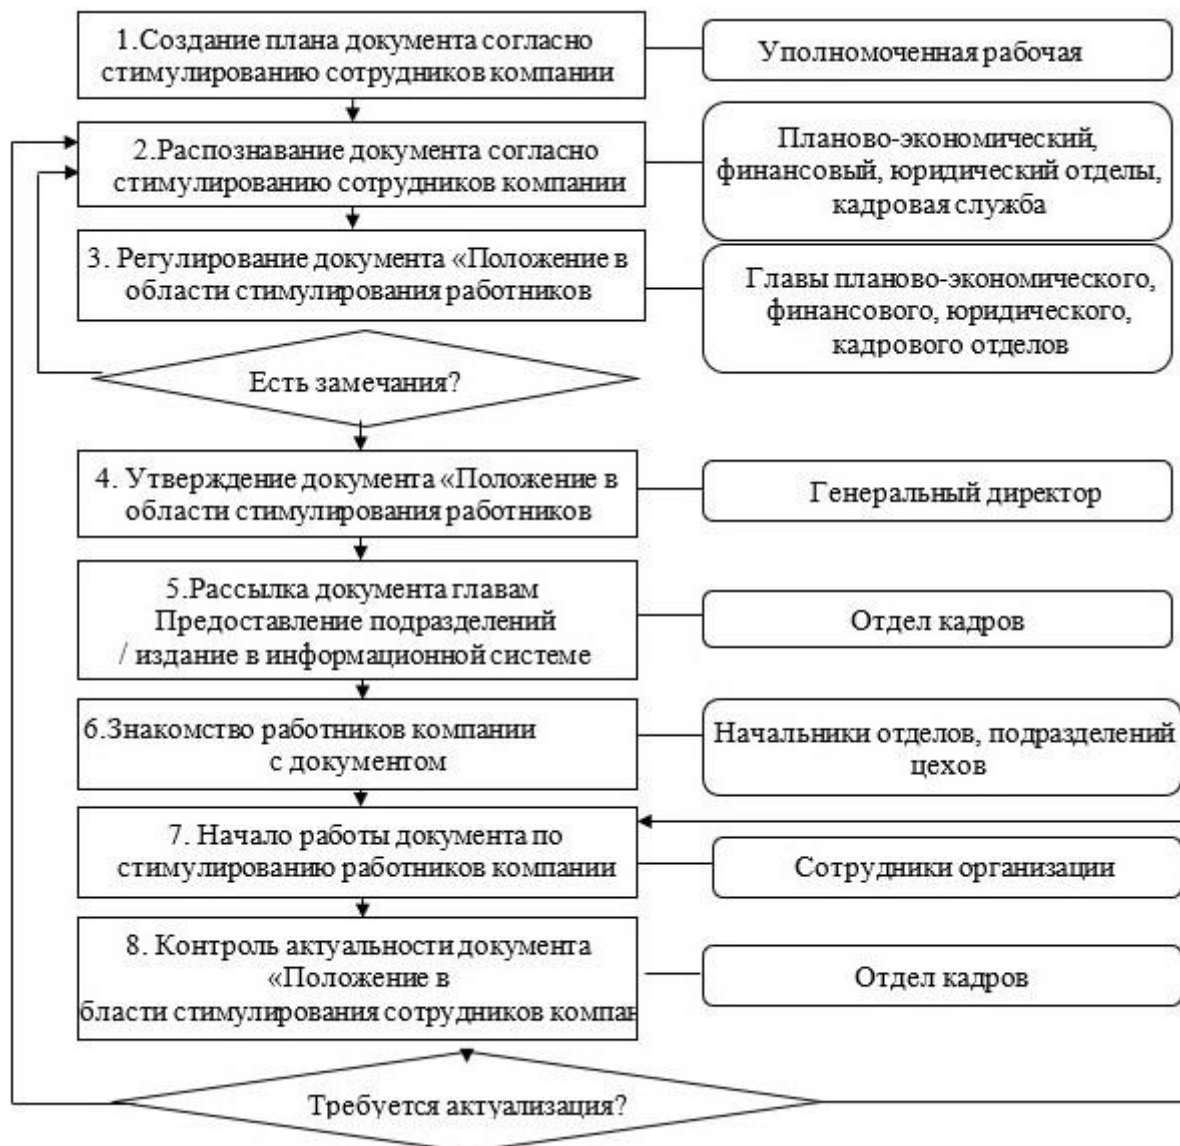 1.Создание плана документа согласно
стимулированию сотрудников компании
Уполномоченная рабочая
2.Распознавание документа согласно
стимулированию сотрудников компании
Планово-экономический,
финансовый, юридический отделы,
кадровая служба
3. Регулирование документа «Положение в
области стимулирования работников
Главы планово-экономического,
финансового, юридического,
кадрового отделов
Есть замечания?
4. Утверждение документа «Положение в
области стимулирования работников
Генеральный директор
5.Рассылка документа главам
Предоставление подразделений
/ издание в информационной системе
Отдел кадров
6.Знакомство работников компании
с документом
Начальники отделов, подразделений
цехов
7. Начало работы документа по
стимулированию работников компании
Сотрудники организации
8. Контроль актуальности документа
«Положение в
бласти стимулирования сотрудников компан
Отдел кадров
Требуется актуализация?